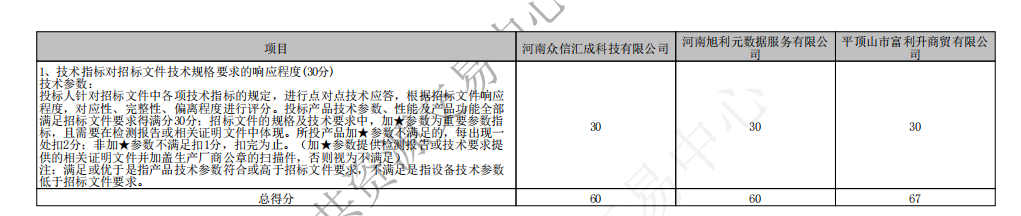 项目 河南众信汇成科技有限公司 河南旭利元数据服务有限公司 平顶山市富利升商贸有限公司
1、技术指标对招标文件技术规格要求的响应程度(30分)
技术参数:
投标人针对招标文件中各项技术指标的规定,进行点对点技术应答,根据招标文件响应
程度,对应性、完整性、偏离程度进行评分。投标产品技术参数、性能及产品功能全部
满足招标文件要求得满分30分;招标文件的规格及技术要求中,加★参数为重要参数指
标,且需要在检测报告或相关证明文件中体现。所投产品加★参数不满足的,每出现一
处扣2分;非加★参数不满足扣1分,扣完为止。(加★参数提供检测报告或技术要求提
供的相关证明文件并加盖生产厂商公章的扫描件,否则视为不满足)
注:满足或优于是指产品技术参数符合或高于招标文件要求,不满足是指设备技术参数
低于招标文件要求。
30 30 30
总得分 60 60 67
共资源交易中心
易中心